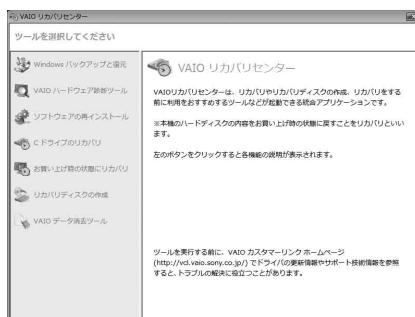 VAIO リカバリセンター
ツールを選択してください
Windows バックアップと復元
VAIO ハードウェア診断ツール
ソフトウェアの再インストール
C ドライブのリカバリ
お買い上げ時の状態にリカバリ
リカバリディスクの作成
VAIO データ消去ツール
VAIO リカバリセンター
VAIOリカバリセンターは、リカバリやリカバリディスクの作成、リカバリをする
前に利用をおすすめするツールなどが起動できる統合アプリケーションです。
※本機のハードディスクの内容をお買い上げ時の状態に戻すことをリカバリといい
ます。
左のボタンをクリックすると各機能の説明が表示されます。
ツールを実行する前に、VAIO カスタマーリンク ホームページ
(http://vcl.vaio.sony.co.jp/) でドライバの更新情報やサポート技術情報を参照
すると、トラブルの解決に役立つことがあります。